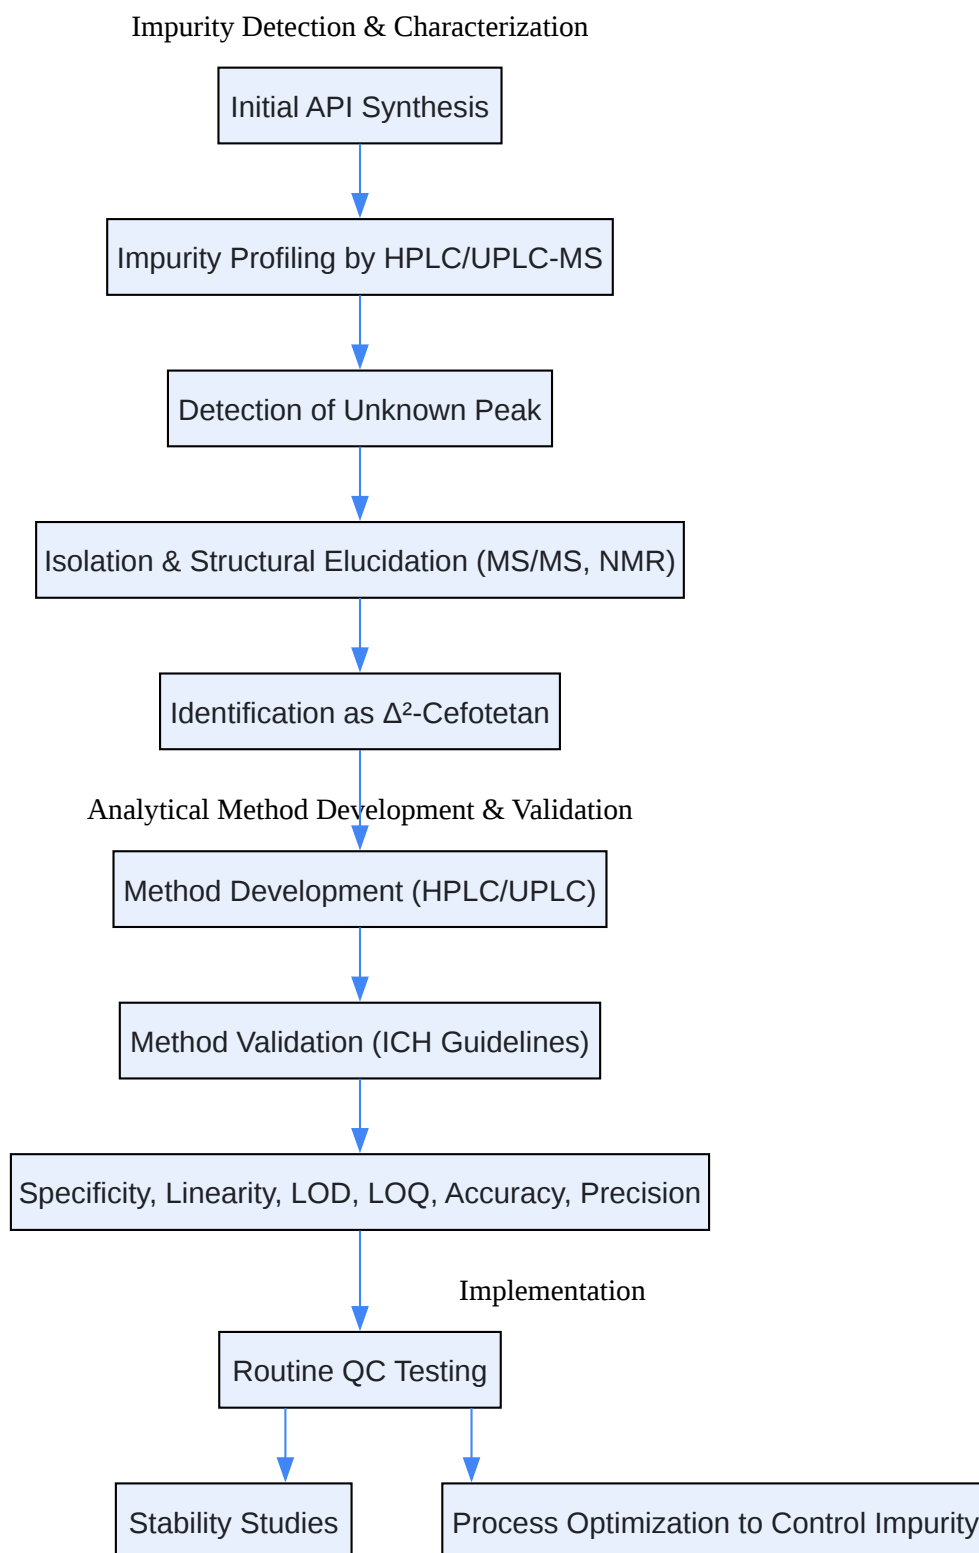 Impurity Detection & Characterization
Initial API Synthesis
Impurity Profiling by HPLC/UPLC-MS
Detection of Unknown Peak
Isolation & Structural Elucidation (MS/MS, NMR)
Identification as Δ²-Cefotetan
Analytical Method Development & Validation
Method Development (HPLC/UPLC)
Method Validation (ICH Guidelines)
Specificity, Linearity, LOD, LOQ, Accuracy, Precision
Implementation
Routine QC Testing
Stability Studies
Process Optimization to Control Impurity